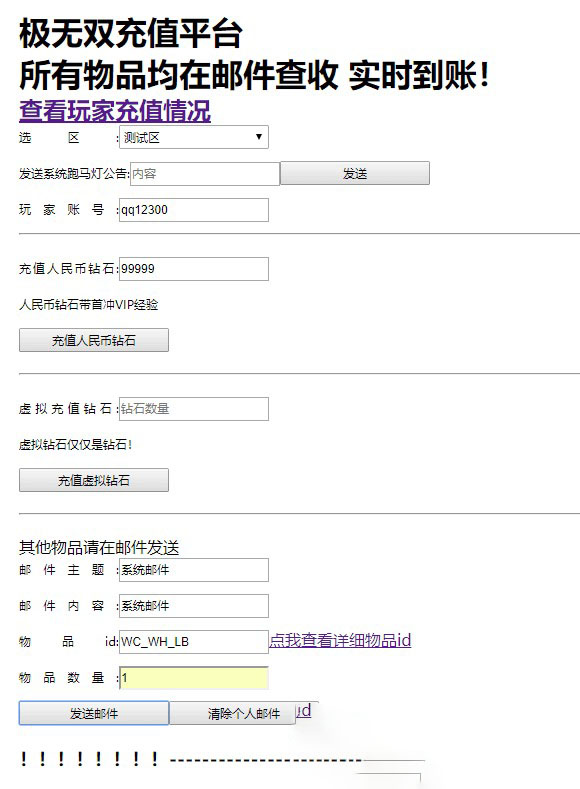 极无双充值平台
所有物品均在邮件查收 实时到账！
查看玩家充值情况
选 区 :测试区
发送系统跑马灯公告:内容 发送
玩 家 账 号 :qq12300
充值人民币钻石:99999
人民币钻石带首冲VIP经验
充值人民币钻石
虚拟充值钻石:钻石数量
虚拟钻石仅仅是钻石！
充值虚拟钻石
其他物品请在邮件发送
邮 件 主 题 :系统邮件
邮 件 内 容 :系统邮件
物 品 id:WC_WH_LB 点我查看详细物品id
物 品 数 量 :1
发送邮件 清除个人邮件 id
！！！！！！！！------------------------